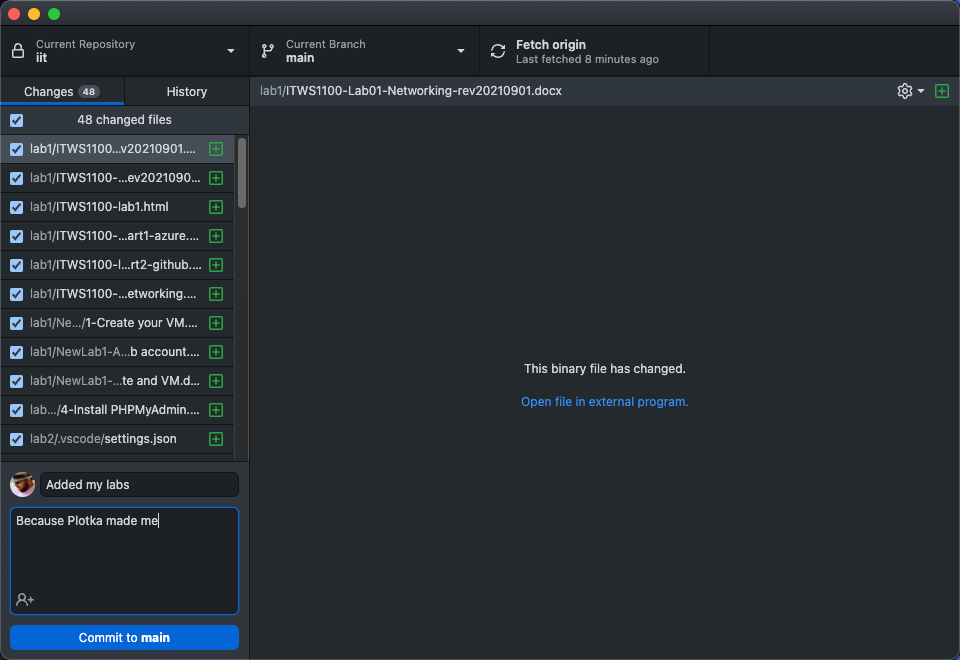 Current Repository
iit
Current Branch
main
Fetch origin
Last fetched 8 minutes ago
Changes 48
History
48 changed files
lab1/ITWS1100...v20210901....
lab1/ITWS1100-...ev2021090...
lab1/ITWS1100-lab1.html
lab1/ITWS1100-...art1-azure....
lab1/ITWS1100-l...rt2-github....
lab1/ITWS1100-...etworking....
lab1/Ne.../1-Create your VM....
lab1/NewLab1-A...b account....
lab1/NewLab1-...te and VM.d...
lab.../4-Install PHPMyAdmin....
lab2/.vscode/settings.json
Added my labs
Because Plotka made me
Commit to main
lab1/ITWS1100-Lab01-Networking-rev20210901.docx
This binary file has changed.
Open file in external program.